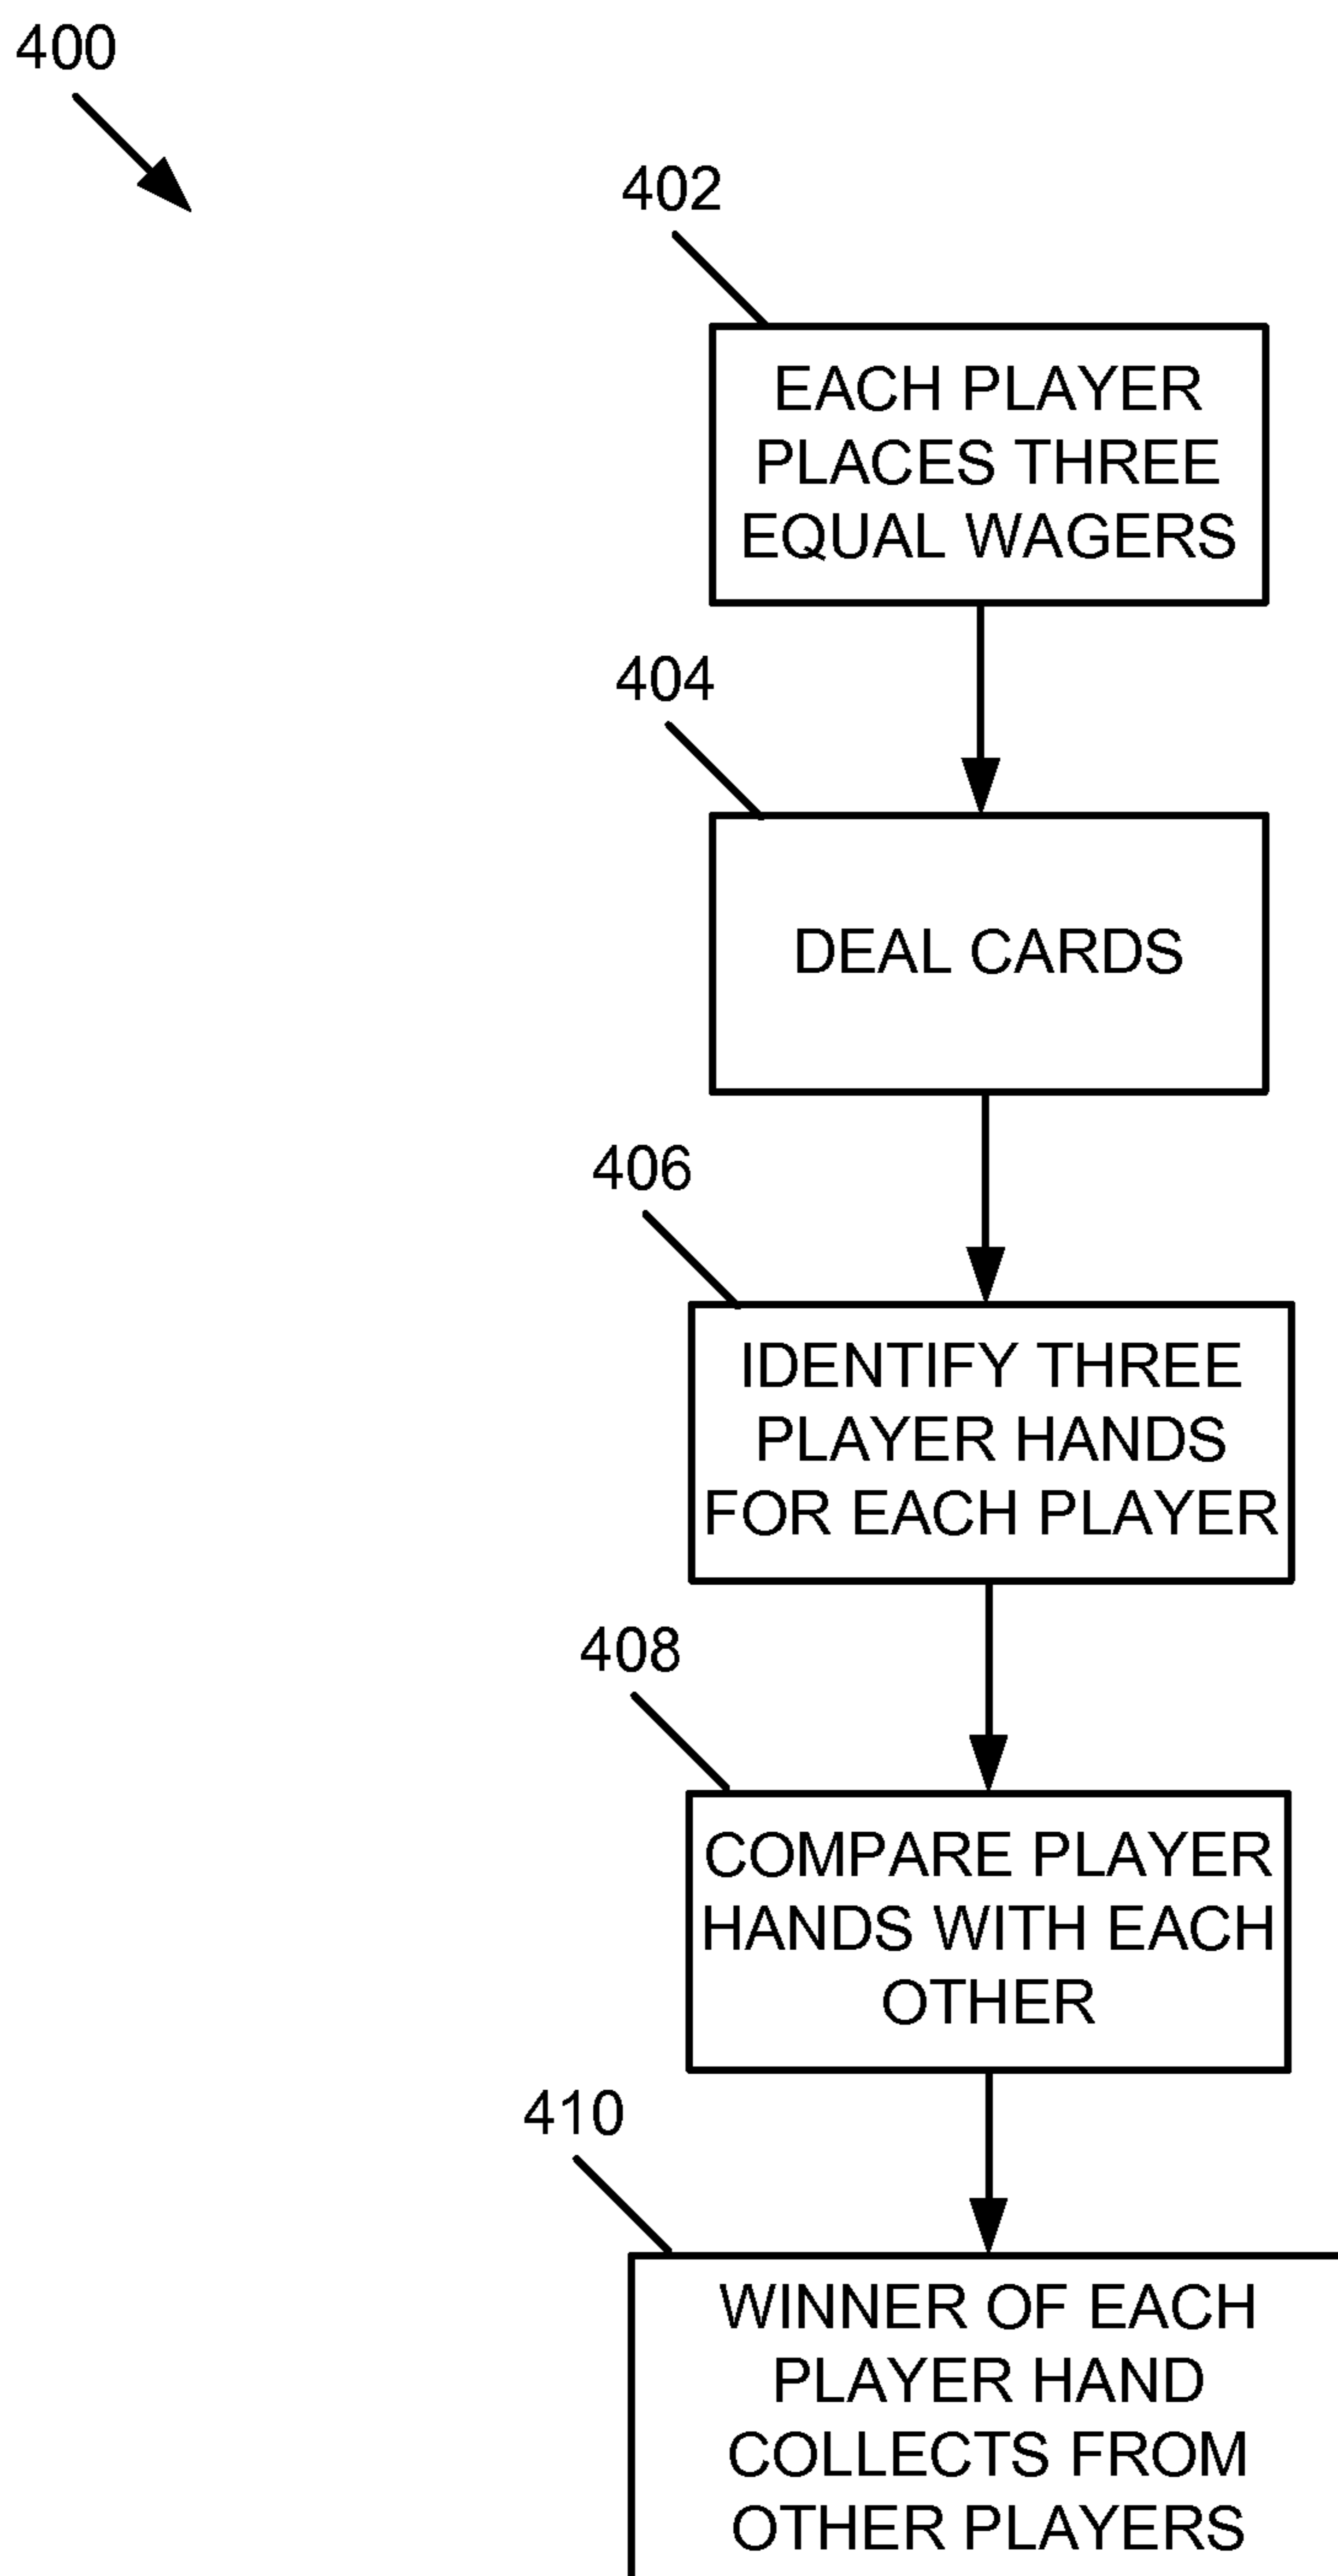 400
402
EACH PLAYER
PLACES THREE
EQUAL WAGERS
404
DEAL CARDS
406
IDENTIFY THREE
PLAYER HANDS
FOR EACH PLAYER
408
COMPARE PLAYER
HANDS WITH EACH
OTHER
410
WINNER OF EACH
PLAYER HAND
COLLECTS FROM
OTHER PLAYERS